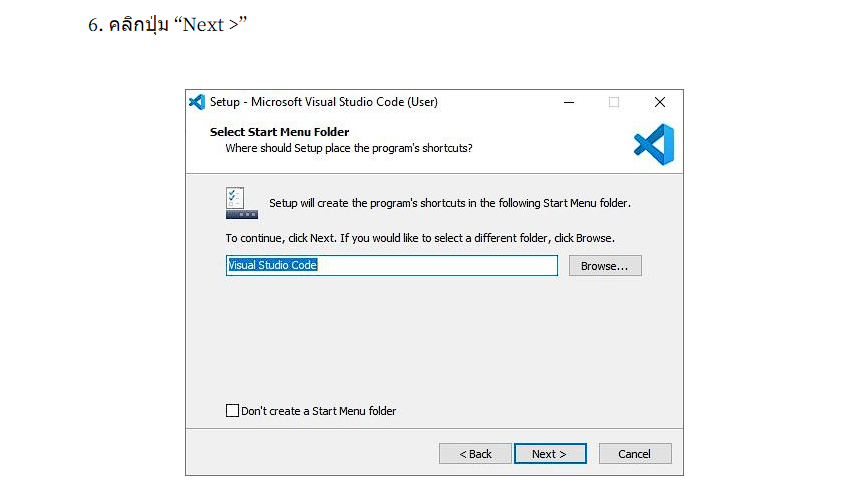 6. คลิกปุ่ม “Next >”
Setup - Microsoft Visual Studio Code (User)
Select Start Menu Folder
Where should Setup place the program's shortcuts?
Setup will create the program's shortcuts in the following Start Menu folder.
To continue, click Next. If you would like to select a different folder, click Browse.
Visual Studio Code
Browse...
Don't create a Start Menu folder
< Back
Next >
Cancel